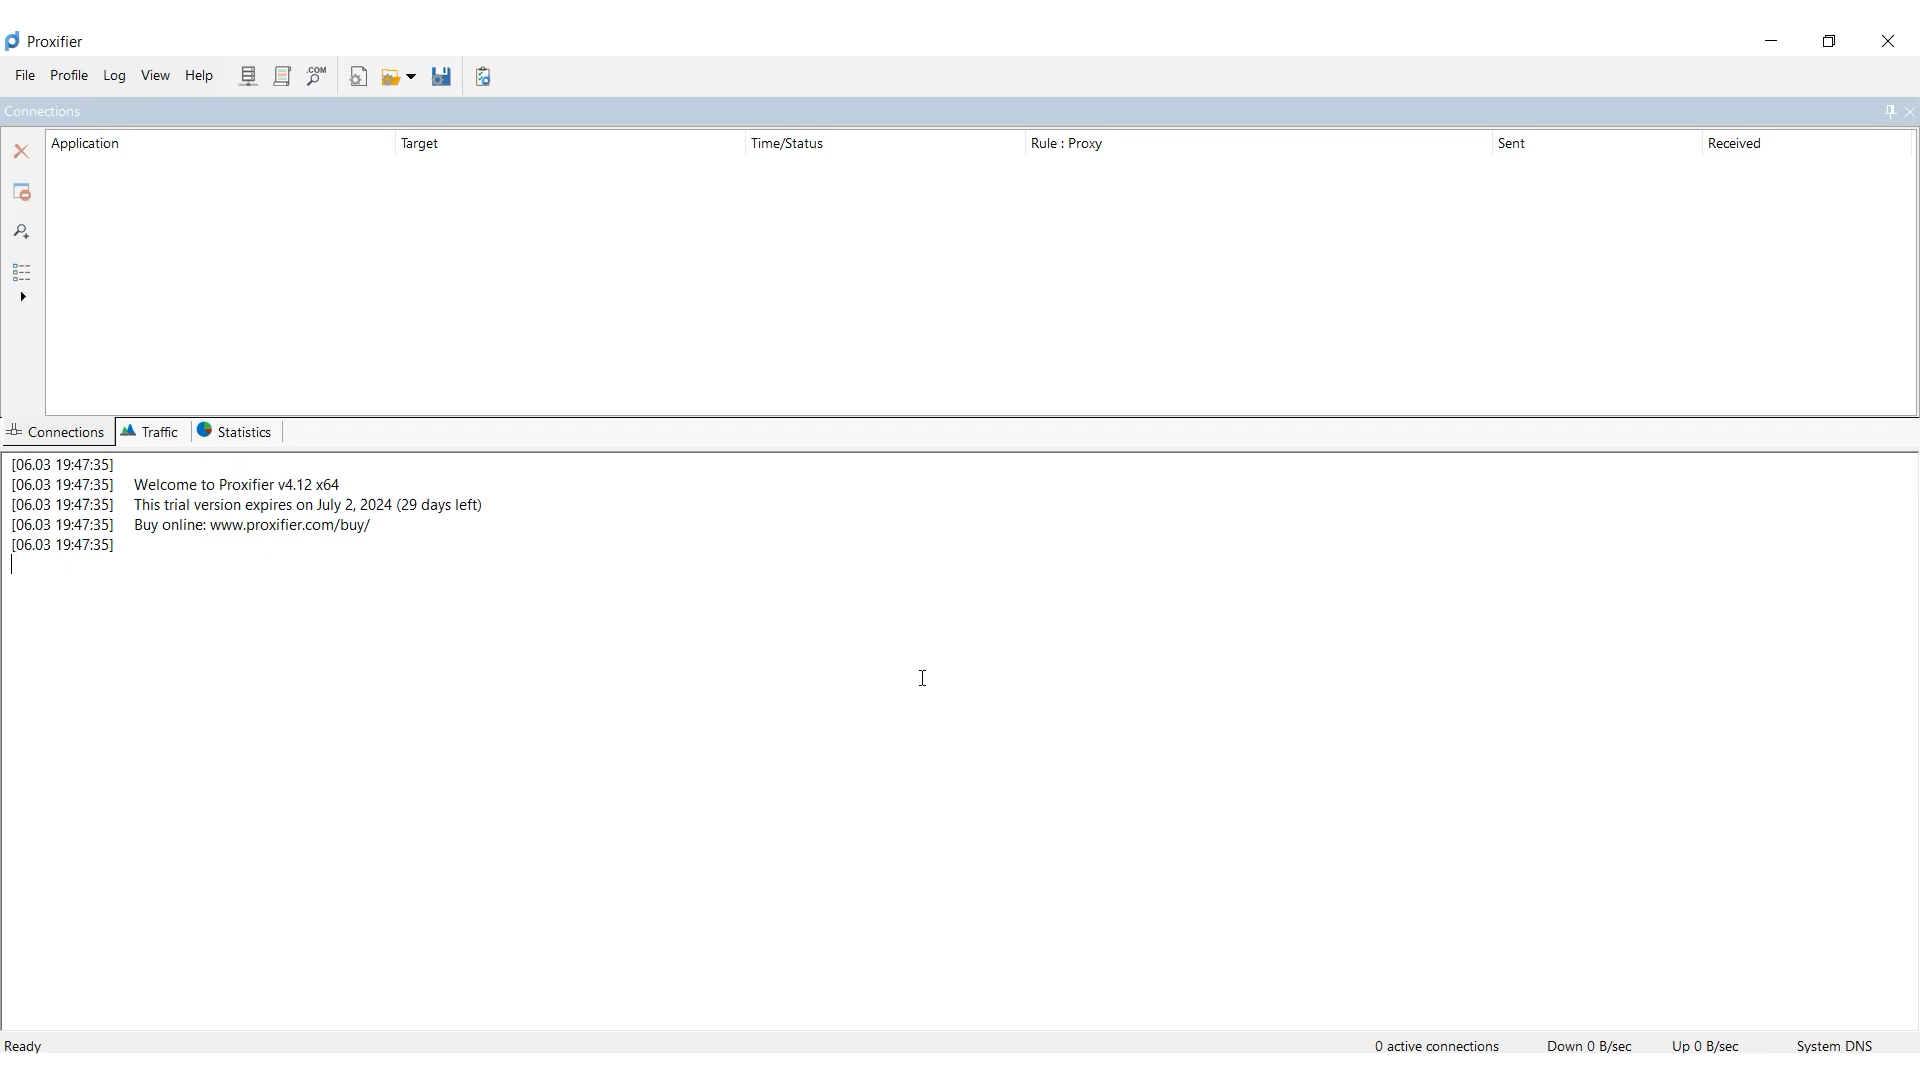 Proxifier
File Profile Log View Help .COM
Connections
Application Target Time/Status Rule : Proxy Sent Received
Connections Traffic Statistics
[06.03 19:47:35]
[06.03 19:47:35] Welcome to Proxifier v4.12 x64
[06.03 19:47:35] This trial version expires on July 2, 2024 (29 days left)
[06.03 19:47:35] Buy online: www.proxifier.com/buy/
[06.03 19:47:35]
Ready 0 active connections Down 0 B/sec Up 0 B/sec System DNS